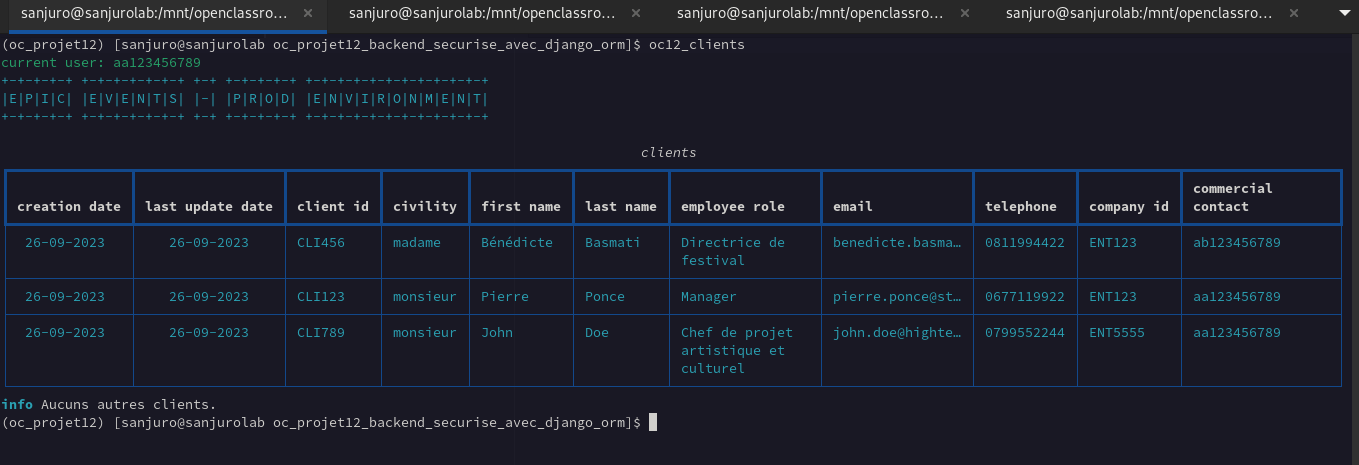 sanjuro@sanjurolab:/mnt/openclassro... × sanjuro@sanjurolab:/mnt/openclassro... × sanjuro@sanjurolab:/mnt/openclassro... × sanjuro@sanjurolab:/mnt/openclassro... ×
(oc_projet12) [sanjuro@sanjurolab oc_projet12_backend_securise_avec_django_orm]$ oc12_clients
current user: aa123456789
+-+-+-+-+ +-+-+-+-+-+-+ +-+ +-+-+-+-+ +-+-+-+-+-+-+-+-+-+-+-+
|E|P|I|C| |E|V|E|N|T|S| |-| |P|R|O|D| |E|N|V|I|R|O|N|M|E|N|T|
+-+-+-+-+ +-+-+-+-+-+-+ +-+ +-+-+-+-+ +-+-+-+-+-+-+-+-+-+-+-+
clients
commercial
creation date last update date client id civility first name last name employee role email telephone company id contact
26-09-2023 26-09-2023 CLI456 madame Bénédicte Basmati Directrice de benedicte.basma… 0811994422 ENT123 ab123456789
festival
26-09-2023 26-09-2023 CLI123 monsieur Pierre Ponce Manager pierre.ponce@st… 0677119922 ENT123 aa123456789
26-09-2023 26-09-2023 CLI789 monsieur John Doe Chef de projet john.doe@highte… 0799552244 ENT5555 aa123456789
artistique et
culturel
info Aucuns autres clients.
(oc_projet12) [sanjuro@sanjurolab oc_projet12_backend_securise_avec_django_orm]$